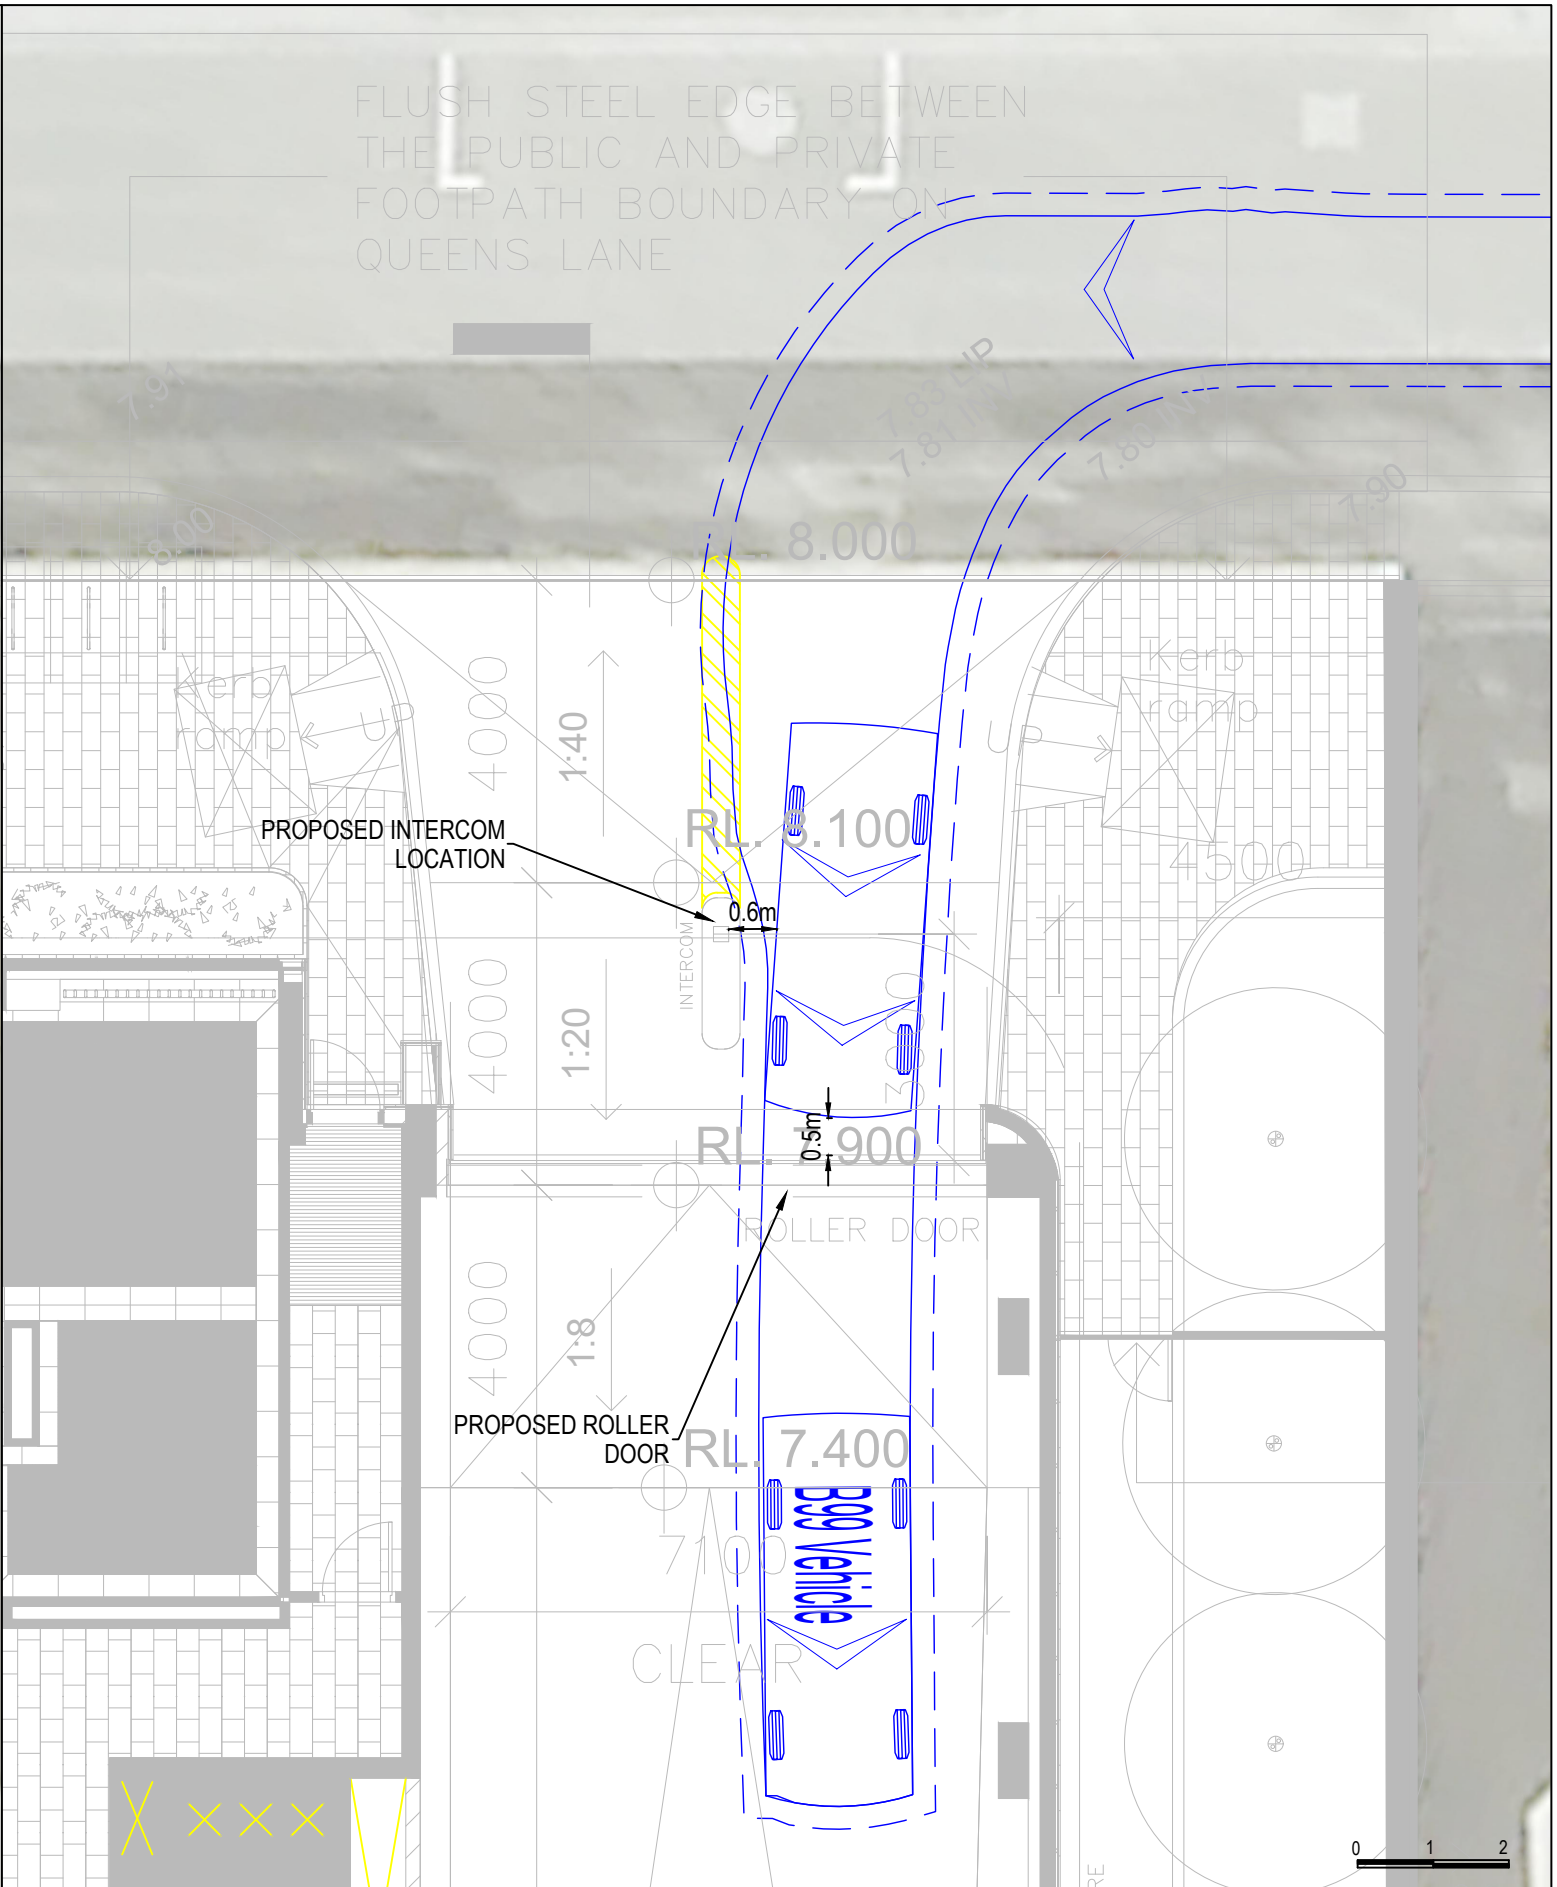 FLUSH STEEL EDGE BETWEEN
THE PUBLIC AND PRIVATE
FOOTPATH BOUNDARY ON
QUEENS LANE
7.91
7.83 LIP
7.81 INV
7.80 INV
7.90
8.00
8.000
Kerb
ramp
UP
4000
1:40
UP
Kerb
ramp
PROPOSED INTERCOM
LOCATION
RL. 8.100
4500
0.6m
INTERCOM
4000
1:20
0.5m
RL. 7.900
ROLLER DOOR
4000
1:8
PROPOSED ROLLER
DOOR
RL. 7.400
B99 Vehicle
7100
CLEAR
0 1 2
RE